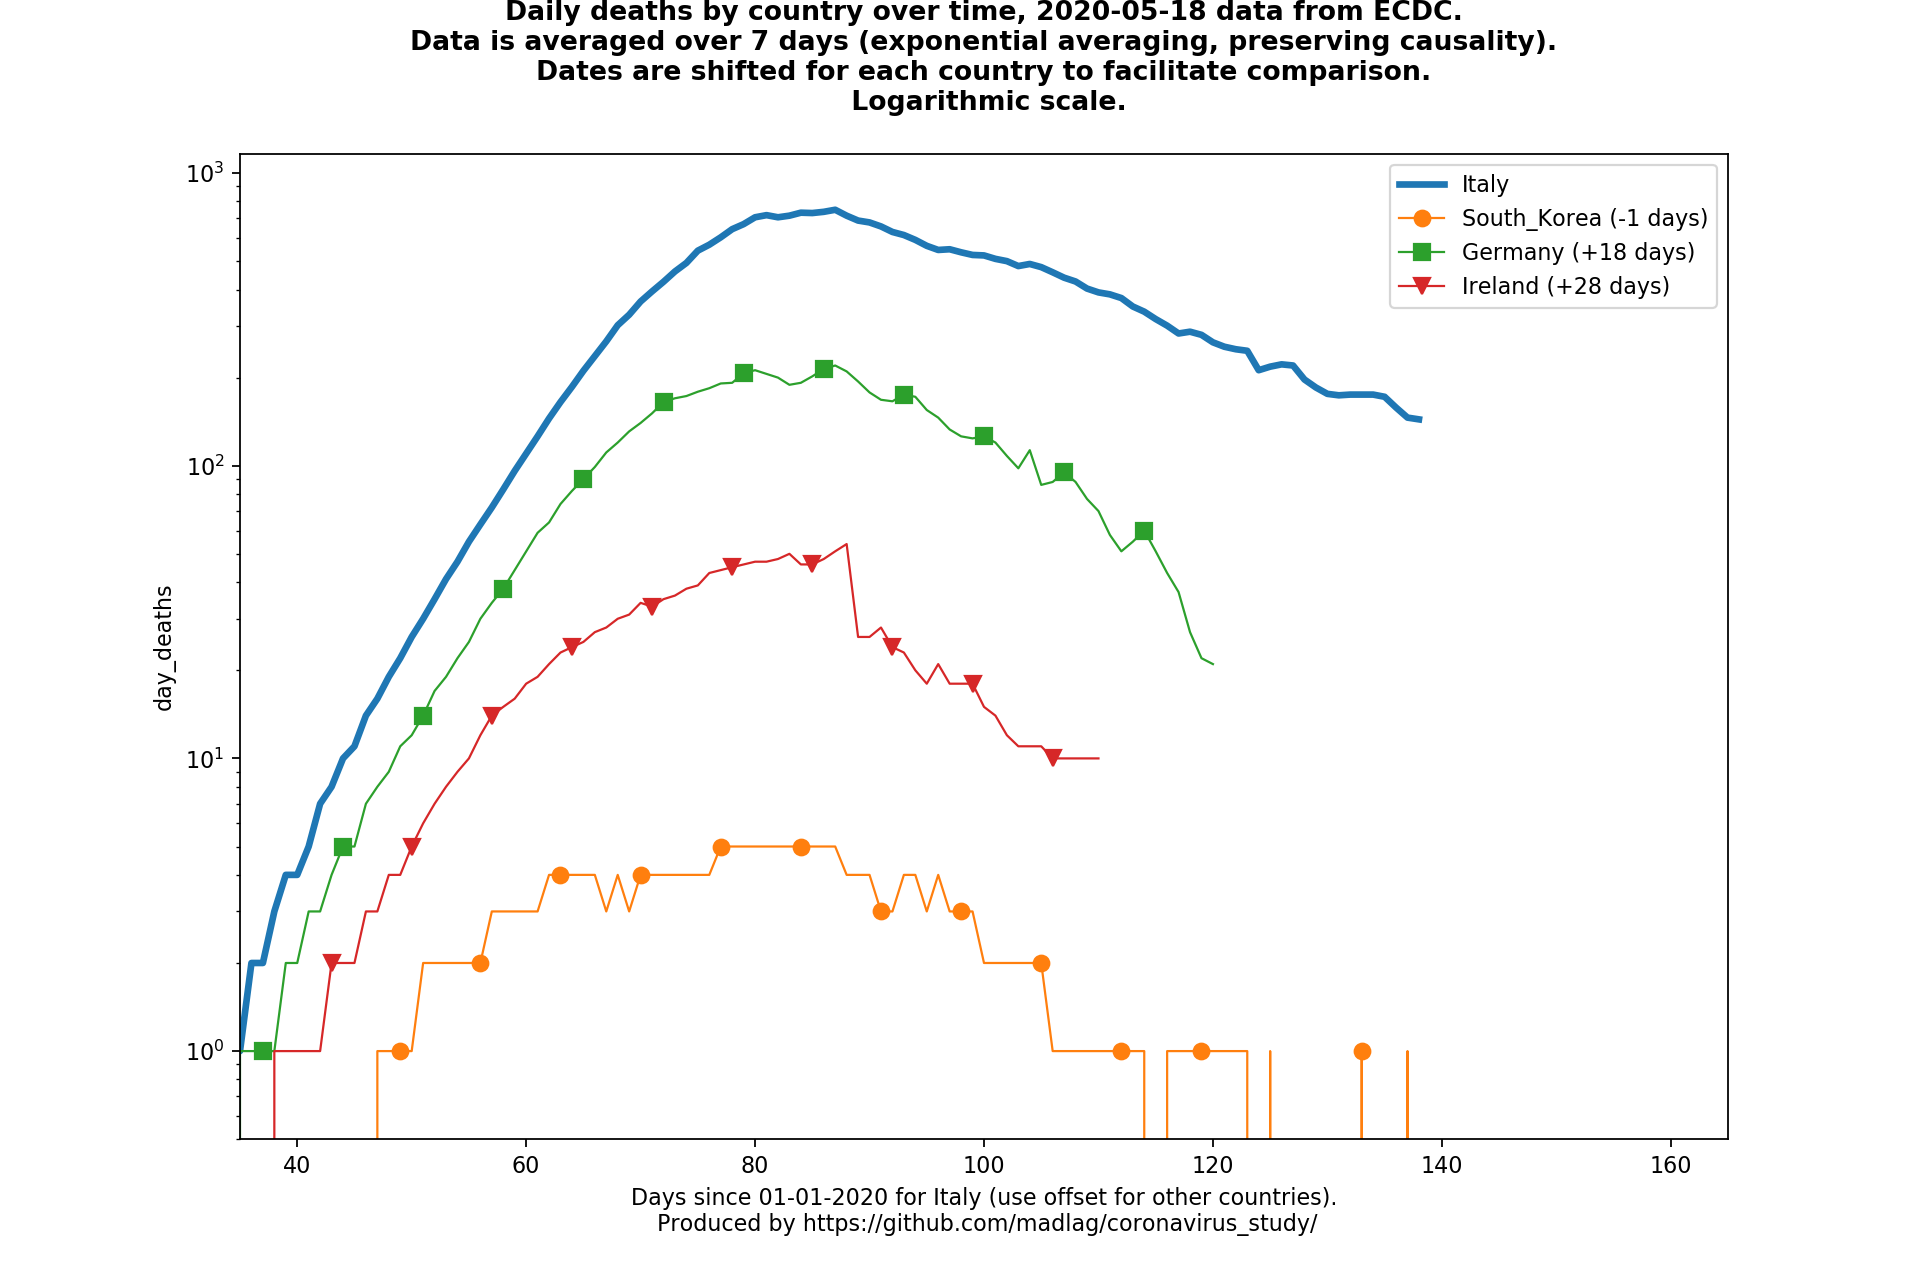 Daily deaths by country over time, 2020-05-18 data from ECDC.
Data is averaged over 7 days (exponential averaging, preserving causality).
Dates are shifted for each country to facilitate comparison.
Logarithmic scale.
10³
10²
10¹
10⁰
day_deaths
Italy
South_Korea (-1 days)
Germany (+18 days)
Ireland (+28 days)
40 60 80 100 120 140 160
Days since 01-01-2020 for Italy (use offset for other countries).
Produced by https://github.com/madlag/coronavirus_study/